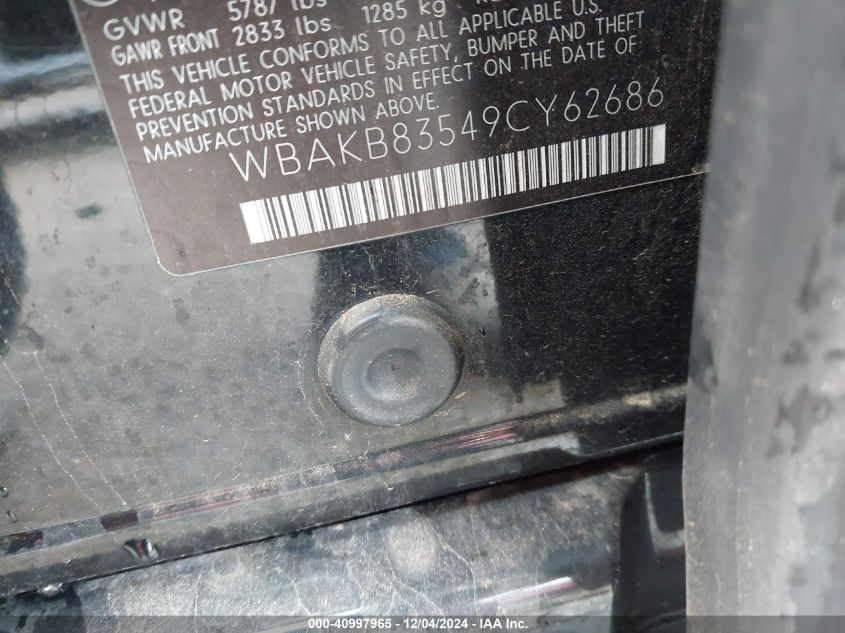 GVWR 5787 lbs
GAWR FRONT 2833 lbs 1285 kg
THIS VEHICLE CONFORMS TO ALL APPLICABLE U.S.
FEDERAL MOTOR VEHICLE SAFETY, BUMPER AND THEFT
PREVENTION STANDARDS IN EFFECT ON THE DATE OF
MANUFACTURE SHOWN ABOVE.
WBAKB83549CY62686
000-40997965 - 12/04/2024 - IAA Inc.